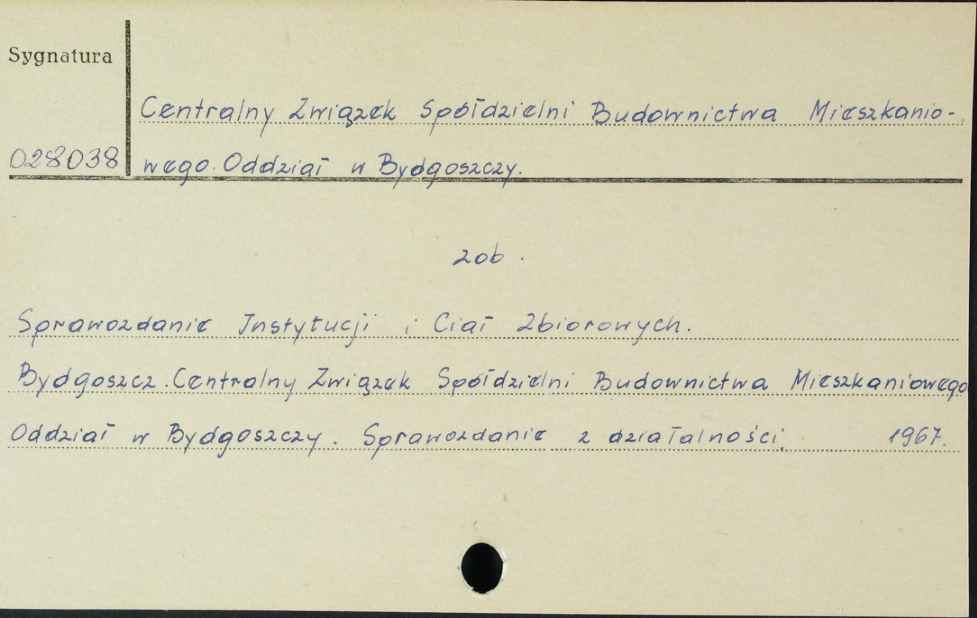 Sygnatura
Centralny Związek Spółdzielni Budownictwa Mieszkanio-
028038 wego. Oddział w Bydgoszczy.
zob.
Sprawozdanie Instytucji i Ciał Zbiorowych.
Bydgoszcz. Centralny Związek Spółdzielni Budownictwa Mieszkaniowego
Oddział w Bydgoszczy. Sprawozdanie z działalności. 1967.